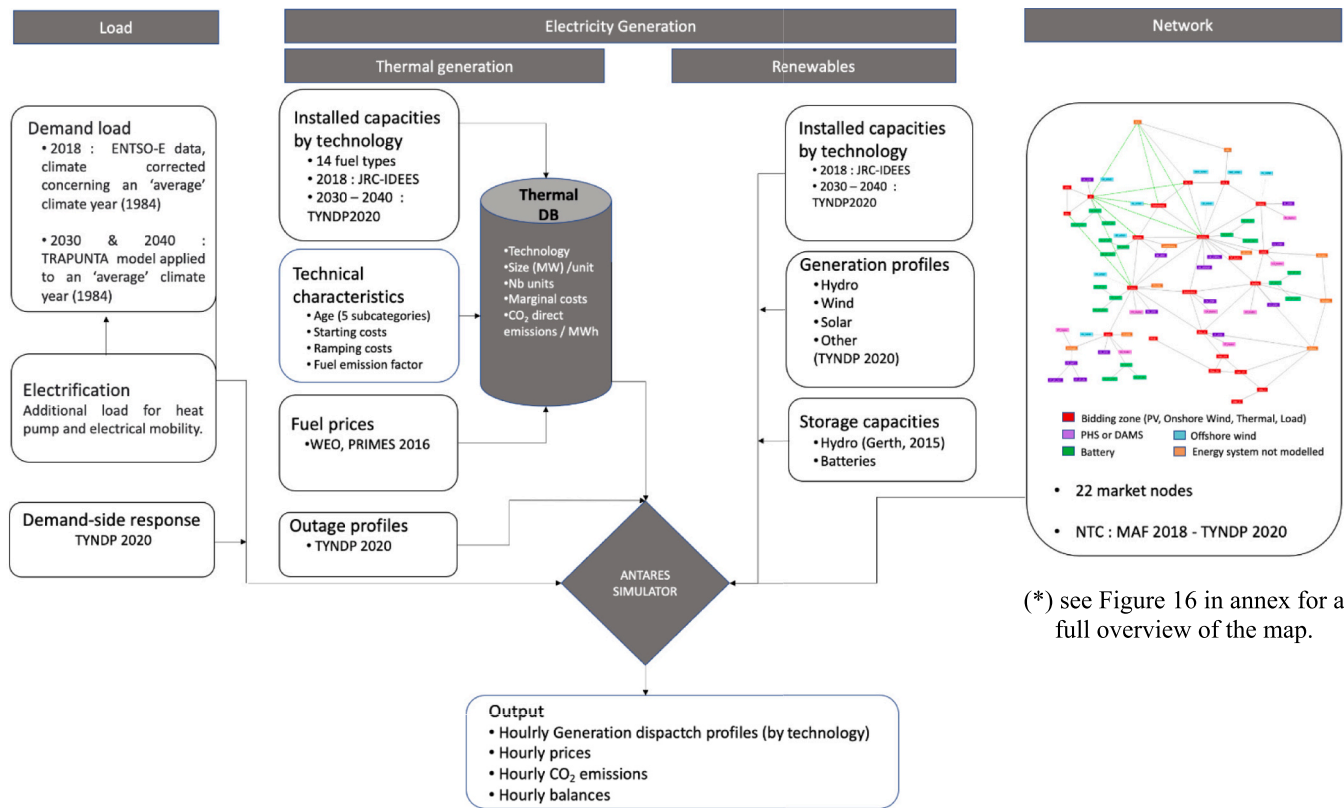 Load
Electricity Generation
Network
Thermal generation
Renewables
Demand load
• 2018 : ENTSO-E data,
climate corrected
concerning an 'average'
climate year (1984)
• 2030 & 2040 :
TRAPUNTA model applied
to an 'average' climate
year (1984)
Electrification
Additional load for heat
pump and electrical mobility.
Demand-side response
TYNDP 2020
Installed capacities
by technology
• 14 fuel types
• 2018 : JRC-IDEES
• 2030 – 2040 :
TYNDP2020
Technical
characteristics
• Age (5 subcategories)
• Starting costs
• Ramping costs
• Fuel emission factor
Fuel prices
• WEO, PRIMES 2016
Outage profiles
• TYNDP 2020
Thermal
DB
•Technology
•Size (MW) /unit
•Nb units
•Marginal costs
•CO₂ direct
emissions / MWh
Installed capacities
by technology
• 2018 : JRC-IDEES
• 2030 – 2040 :
TYNDP2020
Generation profiles
• Hydro
• Wind
• Solar
• Other
(TYNDP 2020)
Storage capacities
• Hydro (Gerth, 2015)
• Batteries
Bidding zone (PV, Onshore Wind, Thermal, Load)
PHS or DAMS
Offshore wind
Battery
Energy system not modelled
• 22 market nodes
• NTC : MAF 2018 - TYNDP 2020
(*) see Figure 16 in annex for a
full overview of the map.
ANTARES
SIMULATOR
Output
• Houlrly Generation dispactch profiles (by technology)
• Hourly prices
• Hourly CO₂ emissions
• Hourly balances